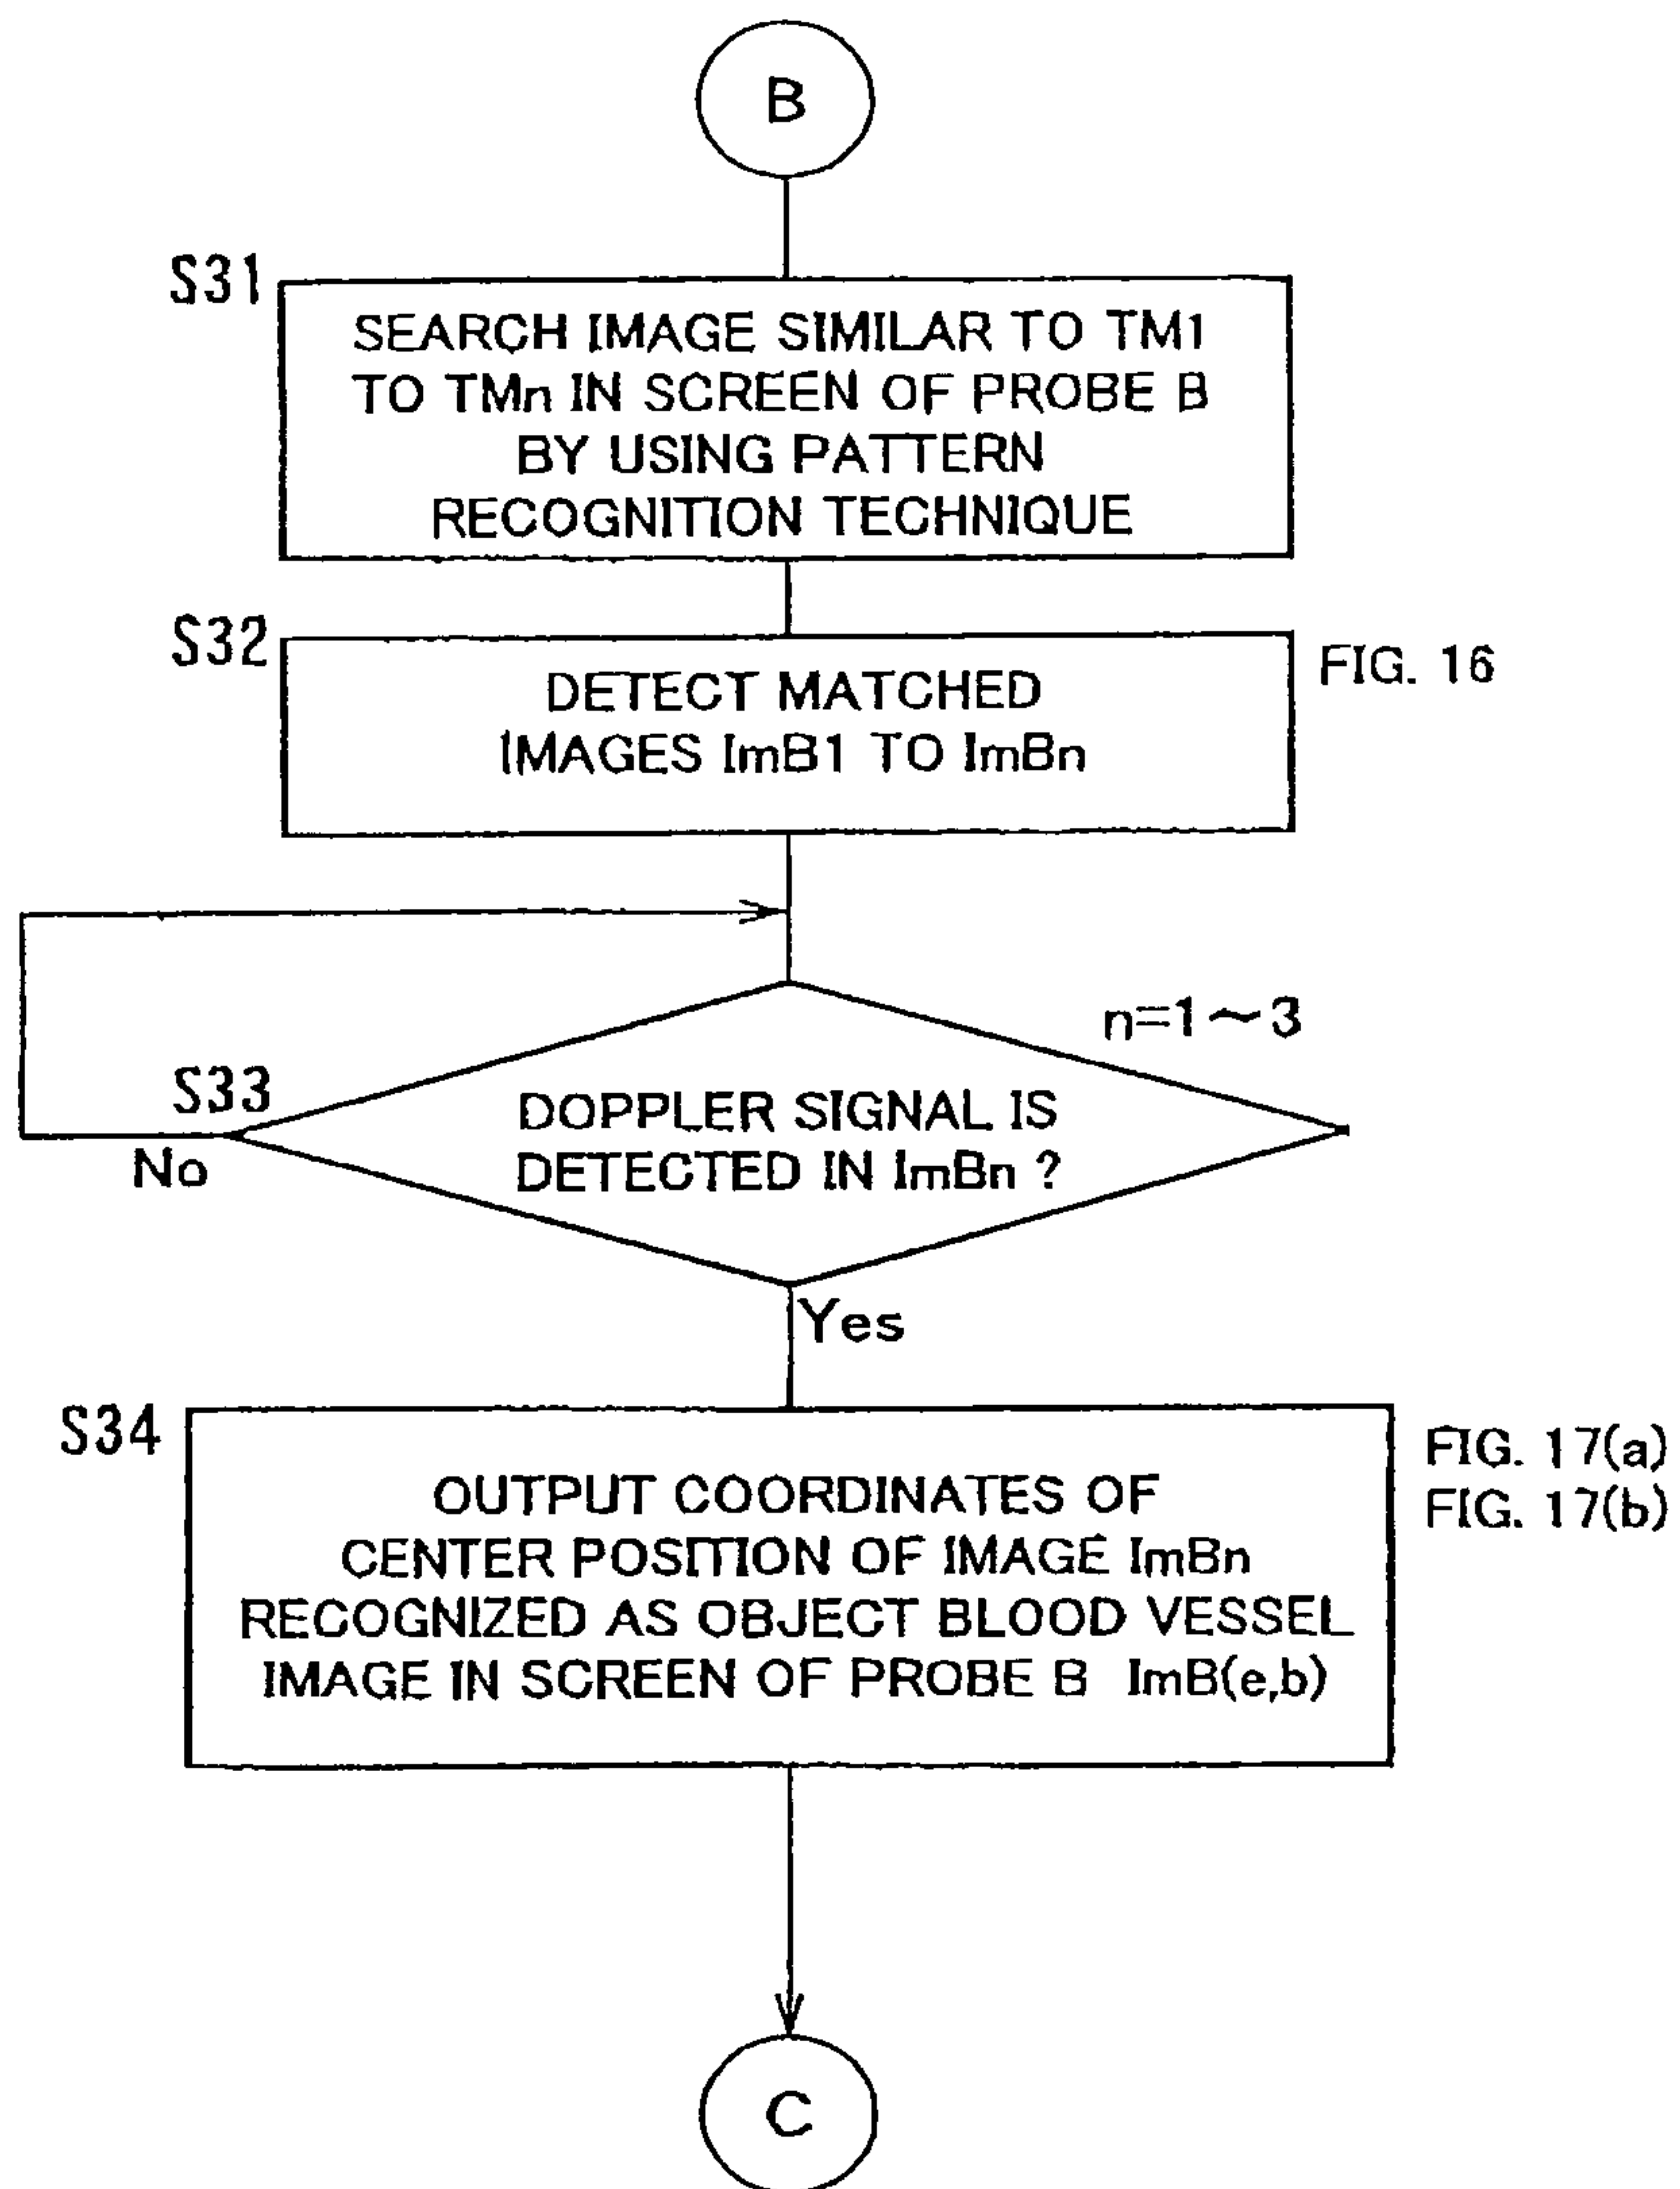 B
S31
SEARCH IMAGE SIMILAR TO TM1
TO TMn IN SCREEN OF PROBE B
BY USING PATTERN
RECOGNITION TECHNIQUE
S32
DETECT MATCHED
IMAGES ImB1 TO ImBn
FIG. 16
n=1～3
S33
DOPPLER SIGNAL IS
DETECTED IN ImBn ?
No
Yes
S34
OUTPUT COORDINATES OF
CENTER POSITION OF IMAGE ImBn
RECOGNIZED AS OBJECT BLOOD VESSEL
IMAGE IN SCREEN OF PROBE B ImB(e,b)
FIG. 17(a)
FIG. 17(b)
C